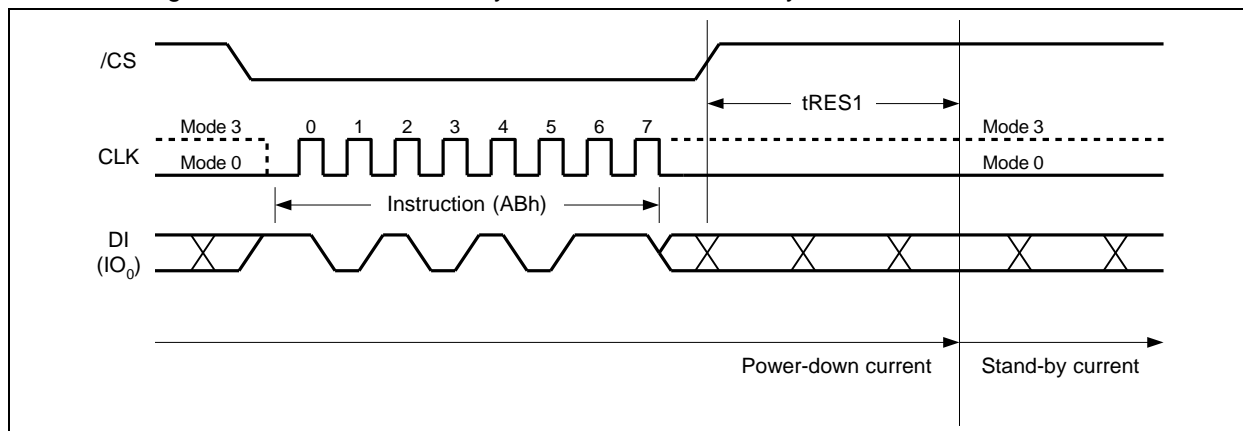 /CS
tRES1
Mode 3 0 1 2 3 4 5 6 7 Mode 3
CLK
Mode 0 Mode 0
Instruction (ABh)
DI
(IO₀)
Power-down current Stand-by current